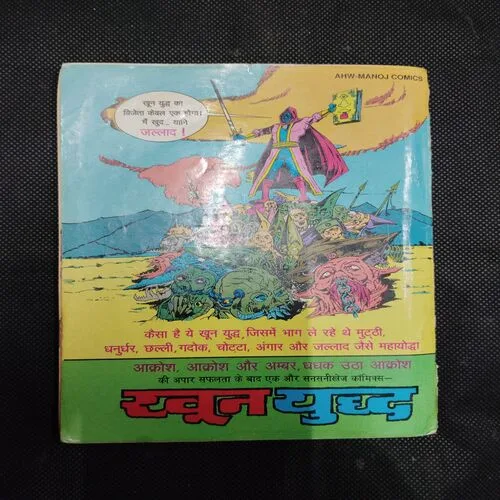 AHW-MANOJ COMICS
खून युद्ध का
विजेता केवल एक होगा।
मैं खुद... यानि
जल्लाद !
कैसा है ये खून युद्ध, जिसमें भाग ले रहे थे मुट्ठी,
धनुर्धर, छल्ली, गदोक, चोटटा, अंगार और जल्लाद जैसे महायोद्धा
आक्रोश, आक्रोश और अम्बर, धधक उठा आक्रोश
की अपार सफलता के बाद एक और सनसनीखेज कॉमिक्स—
खून युध्द